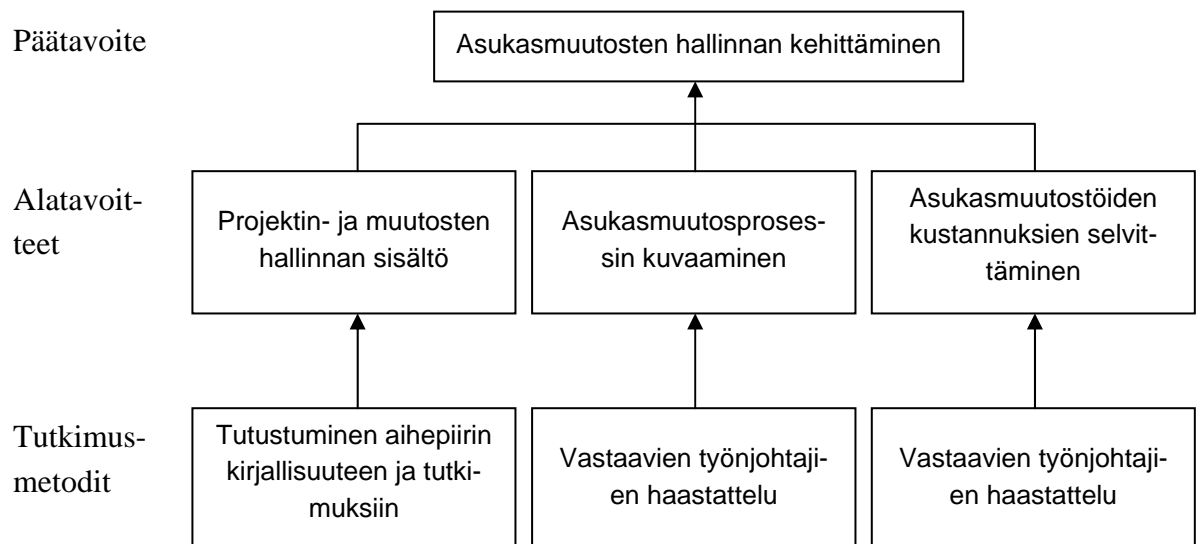 Päätavoite
Asukasmuutosten hallinnan kehittäminen
Alatavoit-
teet
Projektin- ja muutosten
hallinnan sisältö
Asukasmuutosproses-
sin kuvaaminen
Asukasmuutostöiden
kustannuksien selvit-
täminen
Tutkimus-
metodit
Tutustuminen aihepiirin
kirjallisuuteen ja tutki-
muksiin
Vastaavien työnjohtaji-
en haastattelu
Vastaavien työnjohtaji-
en haastattelu